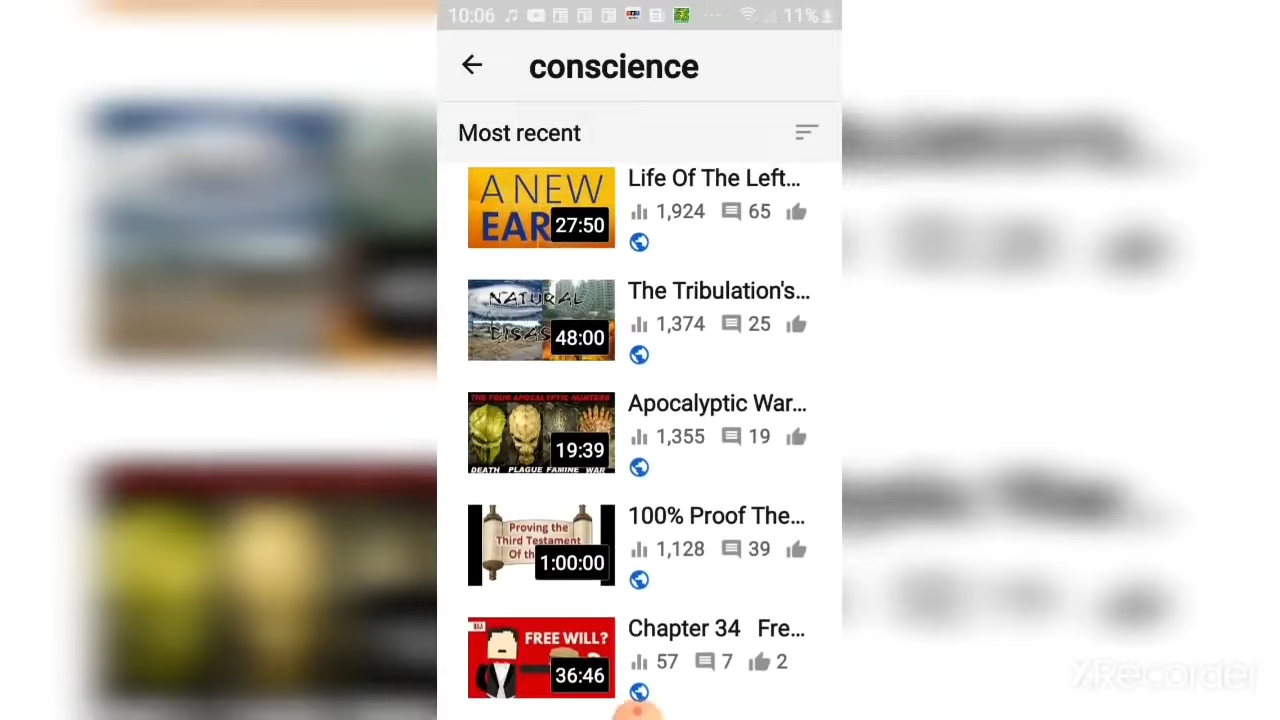 10:06
11%
conscience
Most recent
A NEW
EAR
27:50
Life Of The Left...
1,924 65
NATURAL
DISAS
48:00
The Tribulation's...
1,374 25
THE FOUR APOCALYPTIC HUNTERS
19:39
DEATH PLAGUE FAMINE WAR
Apocalyptic War...
1,355 19
Proving the
Third Testament
Of th
1:00:00
100% Proof The...
1,128 39
Q&A
FREE WILL?
36:46
Chapter 34 Fre...
57 7 2
XRecorder